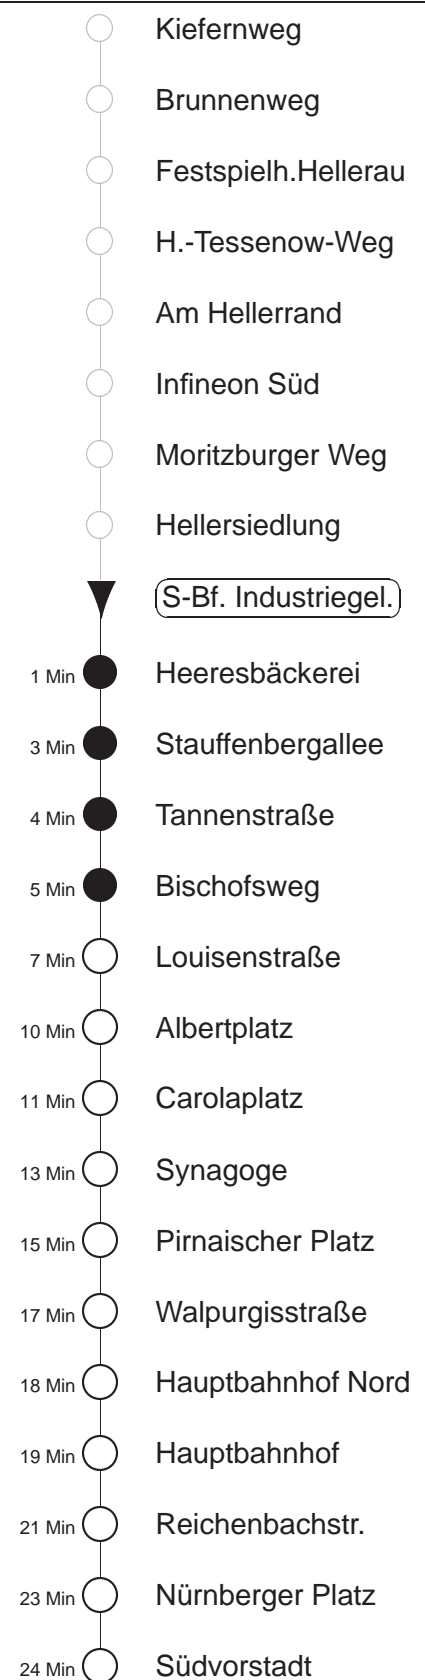 Kiefernweg
Brunnenweg
Festspielh.Hellerau
H.-Tessenow-Weg
Am Hellerrand
Infineon Süd
Moritzburger Weg
Hellersiedlung
S-Bf. Industriegel.
1 Min Heeresbäckerei
3 Min Stauffenbergallee
4 Min Tannenstraße
5 Min Bischofsweg
7 Min Louisenstraße
10 Min Albertplatz
11 Min Carolaplatz
13 Min Synagoge
15 Min Pirnaischer Platz
17 Min Walpurgisstraße
18 Min Hauptbahnhof Nord
19 Min Hauptbahnhof
21 Min Reichenbachstr.
23 Min Nürnberger Platz
24 Min Südvorstadt